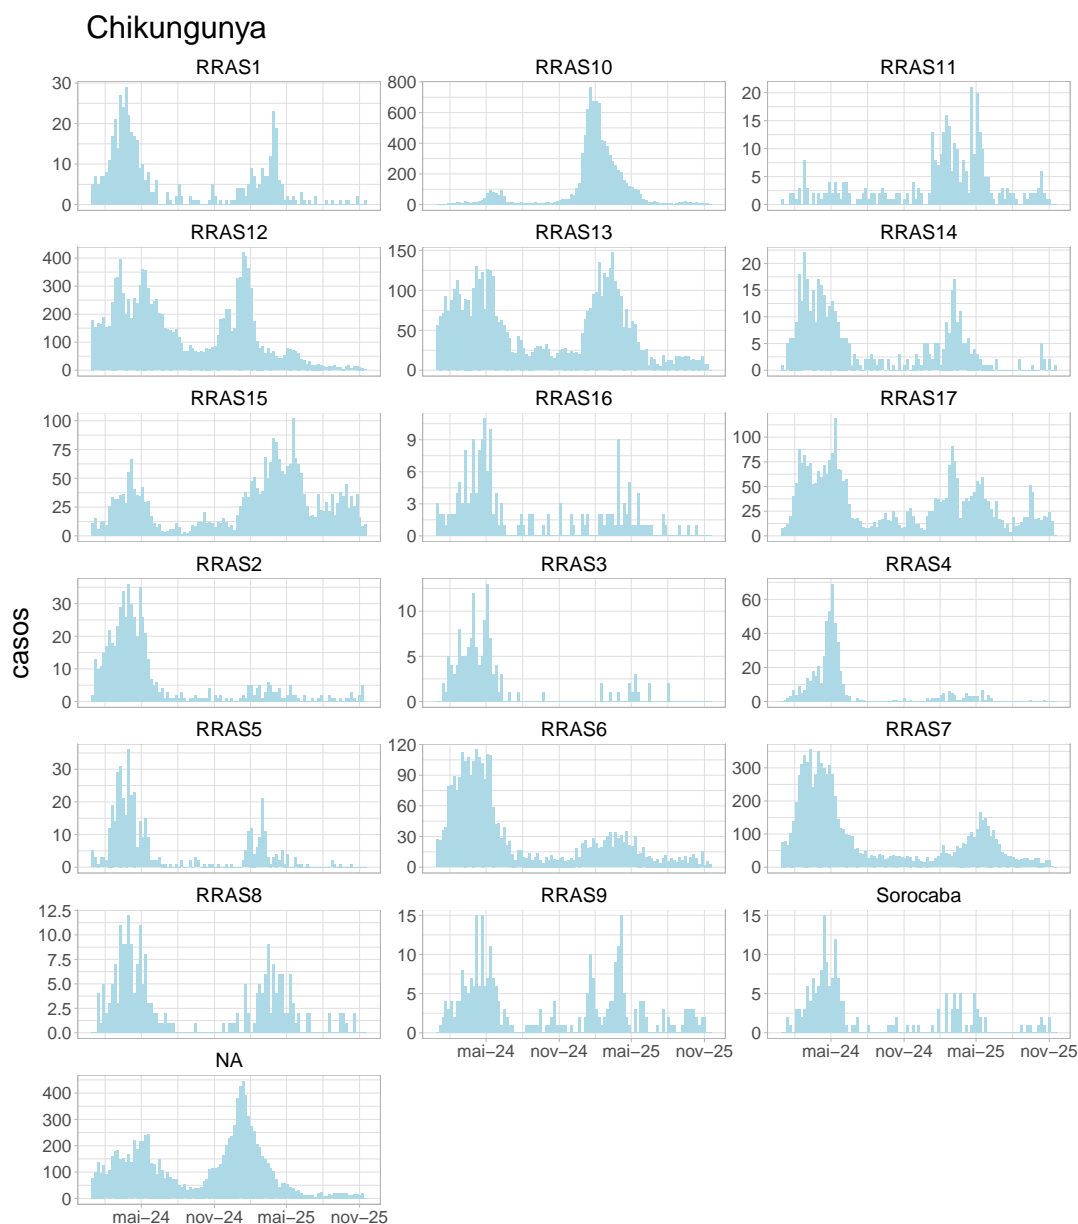 Chikungunya
RRAS1 RRAS10 RRAS11
30 20 10 0
800 600 400 200 0
20 15 10 5 0
RRAS12 RRAS13 RRAS14
400 300 200 100 0
150 100 50 0
20 15 10 5 0
RRAS15 RRAS16 RRAS17
100 75 50 25 0
9 6 3 0
100 75 50 25 0
RRAS2 RRAS3 RRAS4
30 20 10 0
10 5 0
60 40 20 0
casos
RRAS5 RRAS6 RRAS7
30 20 10 0
120 90 60 30 0
300 200 100 0
RRAS8 RRAS9 Sorocaba
12.5 10.0 7.5 5.0 2.5 0.0
15 10 5 0
15 10 5 0
mai–24 nov–24 mai–25 nov–25
mai–24 nov–24 mai–25 nov–25
NA
400 300 200 100 0
mai–24 nov–24 mai–25 nov–25